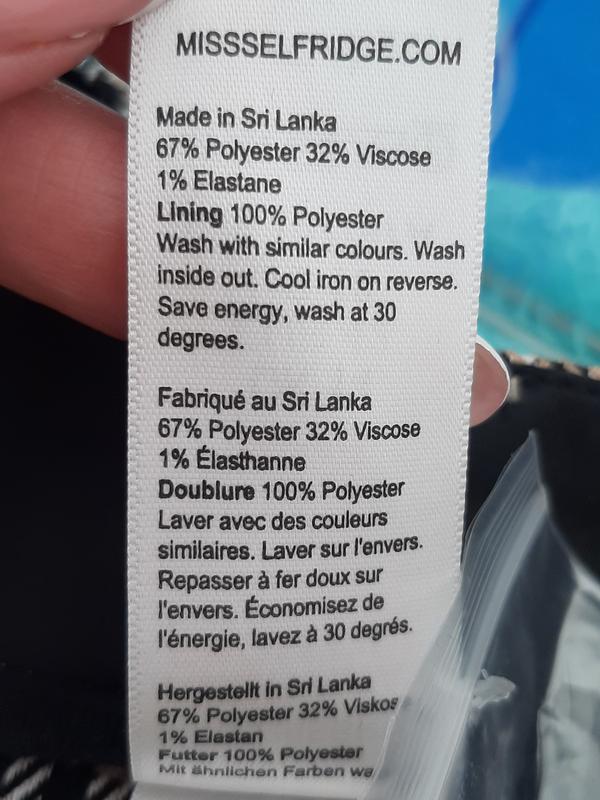 MISSSELFRIDGE.COM
Made in Sri Lanka
67% Polyester 32% Viscose
1% Elastane
Lining 100% Polyester
Wash with similar colours. Wash
inside out. Cool iron on reverse.
Save energy, wash at 30
degrees.
Fabriqué au Sri Lanka
67% Polyester 32% Viscose
1% Élasthanne
Doublure 100% Polyester
Laver avec des couleurs
similaires. Laver sur l'envers.
Repasser à fer doux sur
l'envers. Économisez de
l'énergie, lavez à 30 degrés.
Hergestellt in Sri Lanka
67% Polyester 32% Viskos
1% Elastan
Futter 100% Polyester
Mit ähnlichen Farben